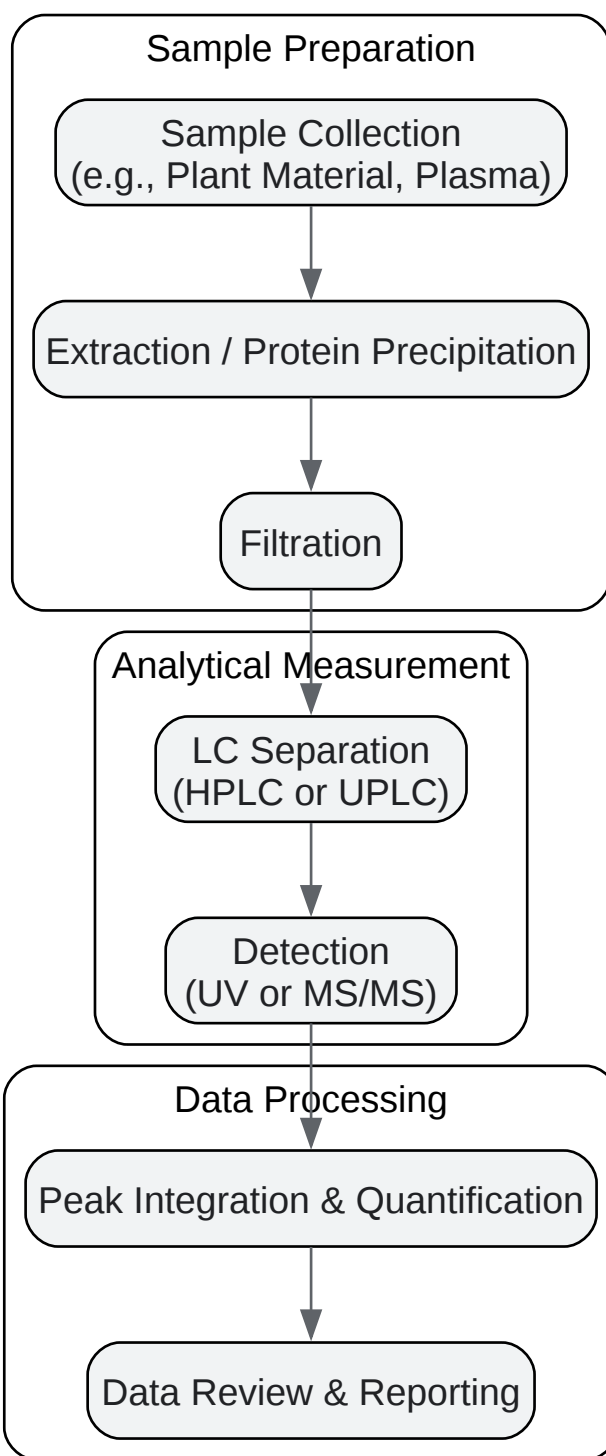 Sample Preparation
Sample Collection
(e.g., Plant Material, Plasma)
Extraction / Protein Precipitation
Filtration
Analytical Measurement
LC Separation
(HPLC or UPLC)
Detection
(UV or MS/MS)
Data Processing
Peak Integration & Quantification
Data Review & Reporting